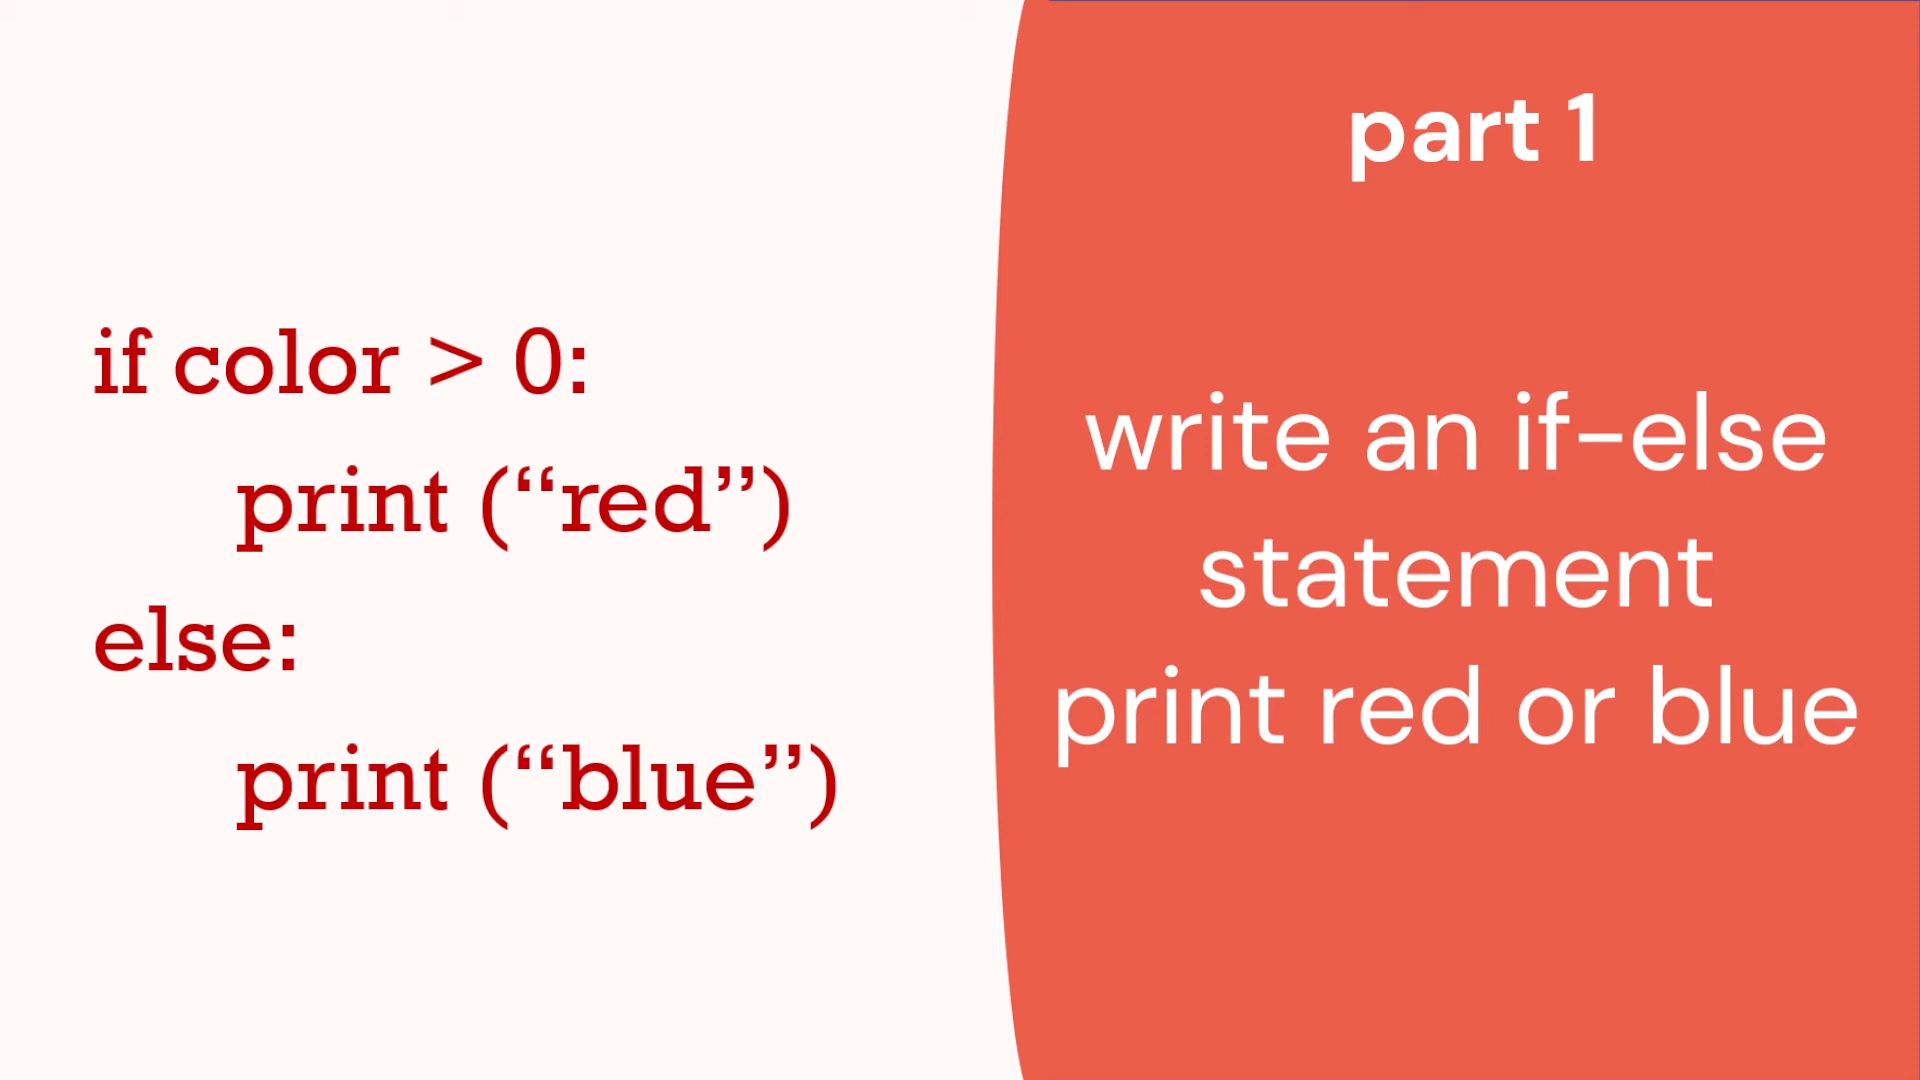 if color > 0:
print (“red”)
else:
print (“blue”)
part 1
write an if-else
statement
print red or blue